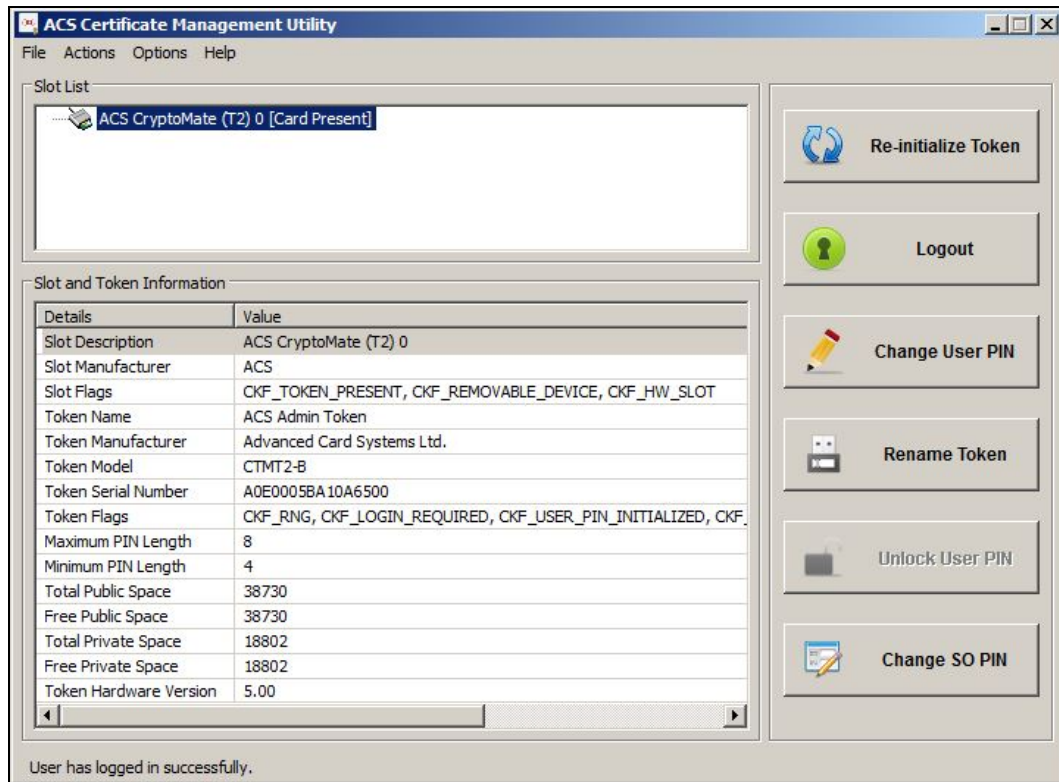 ACS Certificate Management Utility
File Actions Options Help
Slot List
ACS CryptoMate (T2) 0 [Card Present]
Slot and Token Information
Details Value
Slot Description ACS CryptoMate (T2) 0
Slot Manufacturer ACS
Slot Flags CKF_TOKEN_PRESENT, CKF_REMOVABLE_DEVICE, CKF_HW_SLOT
Token Name ACS Admin Token
Token Manufacturer Advanced Card Systems Ltd.
Token Model CTMT2-B
Token Serial Number A0E0005BA10A6500
Token Flags CKF_RNG, CKF_LOGIN_REQUIRED, CKF_USER_PIN_INITIALIZED, CKF_
Maximum PIN Length 8
Minimum PIN Length 4
Total Public Space 38730
Free Public Space 38730
Total Private Space 18802
Free Private Space 18802
Token Hardware Version 5.00
Re-initialize Token
Logout
Change User PIN
Rename Token
Unlock User PIN
Change SO PIN
User has logged in successfully.